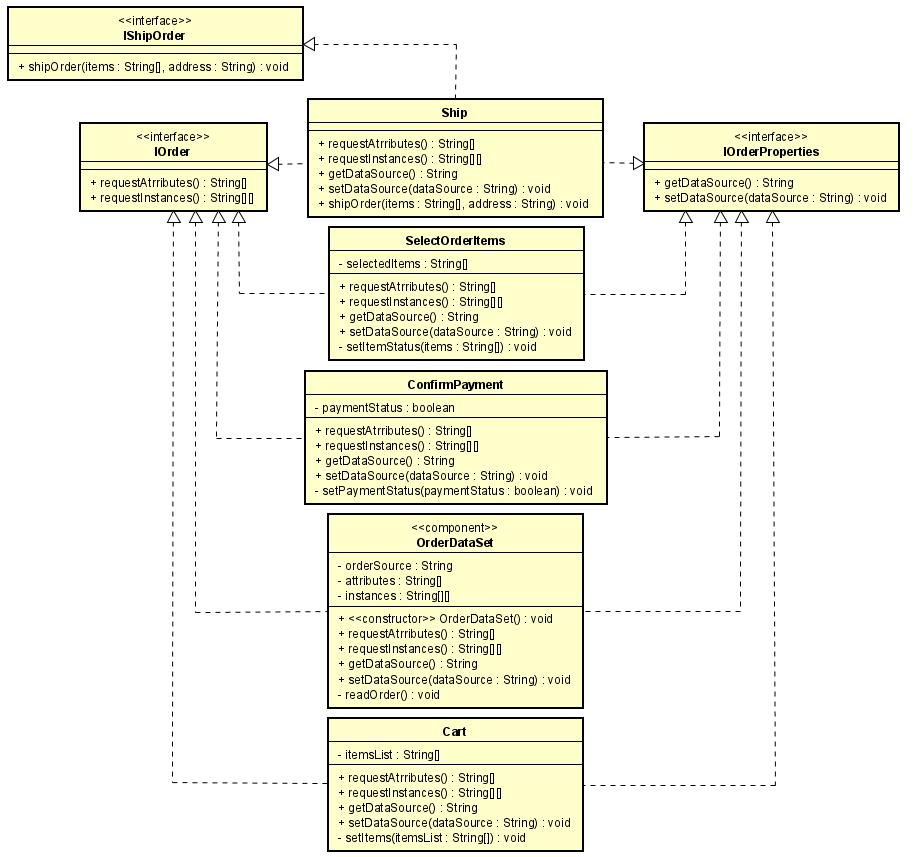 <<interface>>
IShipOrder
+ shipOrder(items : String[], address : String) : void
Ship
+ requestAtrributes() : String[]
+ requestInstances() : String[][]
+ getDataSource() : String
+ setDataSource(dataSource : String) : void
+ shipOrder(items : String[], address : String) : void
<<interface>>
IOrder
+ requestAtrributes() : String[]
+ requestInstances() : String[][]
<<interface>>
IOrderProperties
+ getDataSource() : String
+ setDataSource(dataSource : String) : void
SelectOrderItems
- selectedItems : String[]
+ requestAtrributes() : String[]
+ requestInstances() : String[][]
+ getDataSource() : String
+ setDataSource(dataSource : String) : void
- setItemStatus(items : String[]) : void
ConfirmPayment
- paymentStatus : boolean
+ requestAtrributes() : String[]
+ requestInstances() : String[][]
+ getDataSource() : String
+ setDataSource(dataSource : String) : void
- setPaymentStatus(paymentStatus : boolean) : void
<<component>>
OrderDataSet
- orderSource : String
- attributes : String[]
- instances : String[][]
+ <<constructor>> OrderDataSet() : void
+ requestAtrributes() : String[]
+ requestInstances() : String[][]
+ getDataSource() : String
+ setDataSource(dataSource : String) : void
- readOrder() : void
Cart
- itemsList : String[]
+ requestAtrributes() : String[]
+ requestInstances() : String[][]
+ getDataSource() : String
+ setDataSource(dataSource : String) : void
- setItems(itemsList : String[]) : void